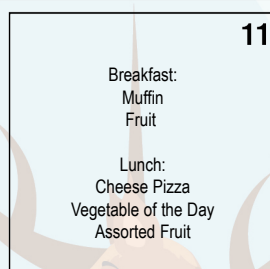 11
Breakfast:
Muffin
Fruit
Lunch:
Cheese Pizza
Vegetable of the Day
Assorted Fruit